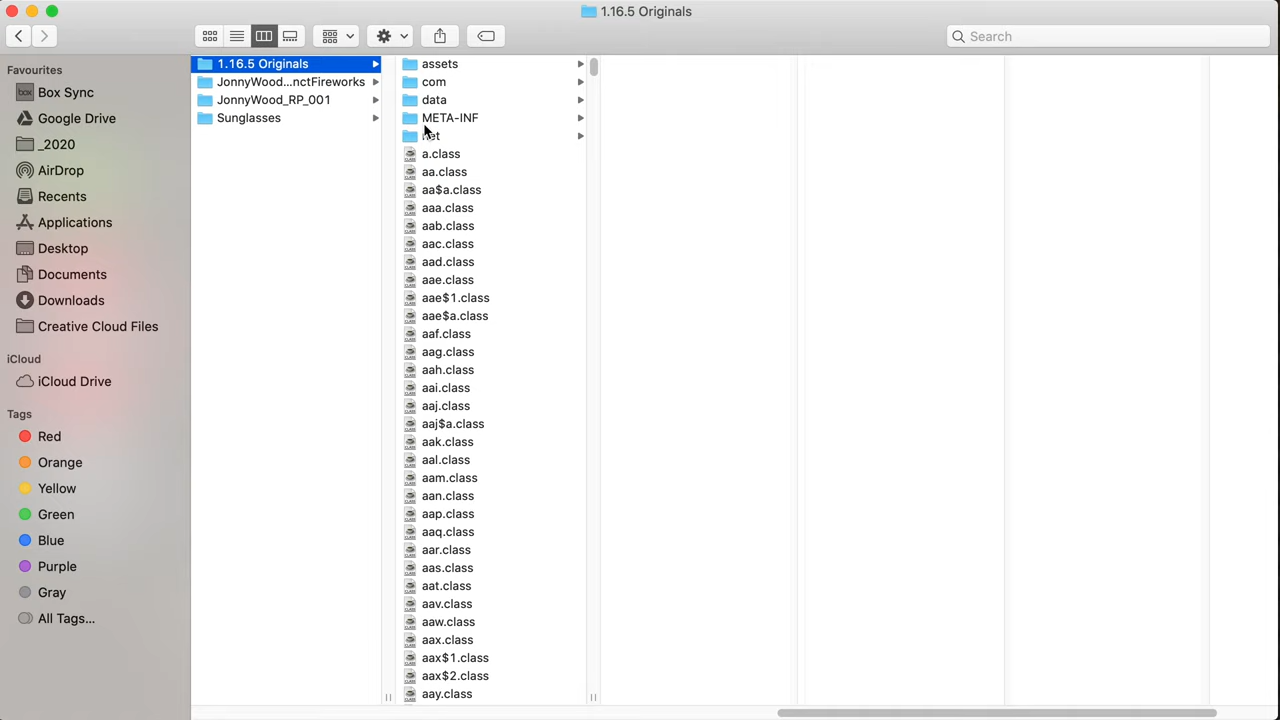 1.16.5 Originals
Search
Favourites
Box Sync
Google Drive
_2020
AirDrop
Recents
Applications
Desktop
Documents
Downloads
Creative Cloud Files
iCloud
iCloud Drive
Tags
Red
Orange
Yellow
Green
Blue
Purple
Gray
All Tags...
1.16.5 Originals
JonnyWood...nctFireworks
JonnyWood_RP_001
Sunglasses
assets
com
data
META-INF
net
a.class
aa.class
aa$a.class
aaa.class
aab.class
aac.class
aad.class
aae.class
aae$1.class
aae$a.class
aaf.class
aag.class
aah.class
aai.class
aaj.class
aaj$a.class
aak.class
aal.class
aam.class
aan.class
aap.class
aaq.class
aar.class
aas.class
aat.class
aav.class
aaw.class
aax.class
aax$1.class
aax$2.class
aay.class